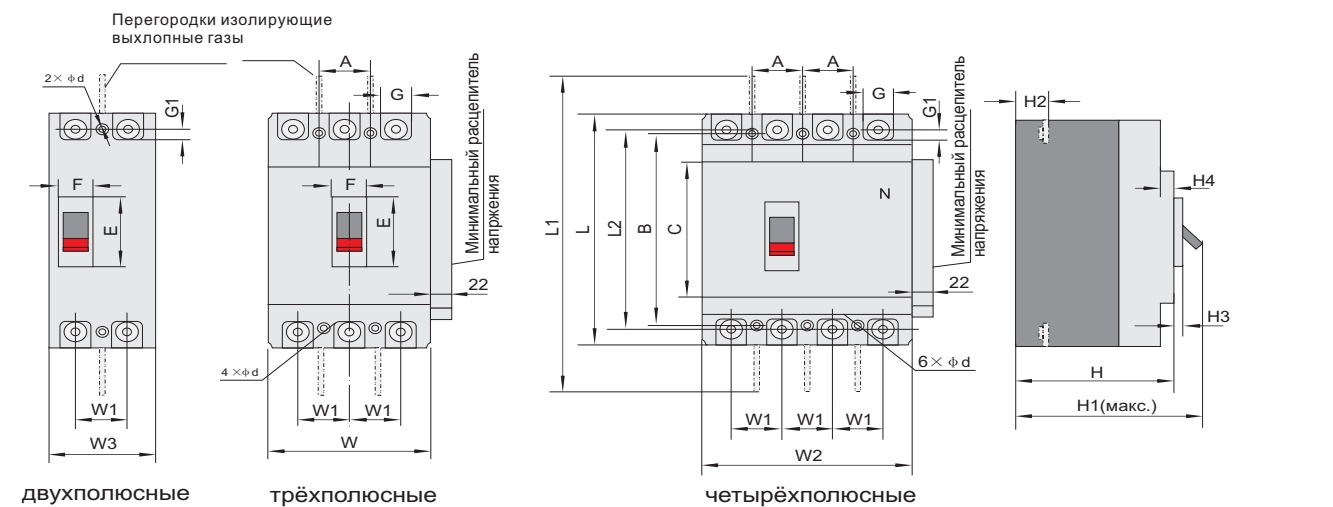 Перегородки изолирующие
выхлопные газы
2× ϕd
G1
F
E
W1
W3
двухполюсные
A
G
F
E
Минимальный расцепитель
напржения
22
4 ×ϕd
W1
W1
W
трёхполюсные
A
A
G
G1
L1
L
L2
B
C
N
Минимальный расцепитель
напряжения
22
6× ϕd
W1
W1
W1
W2
четырёхполюсные
H2
H4
H3
H
H1(макс.)